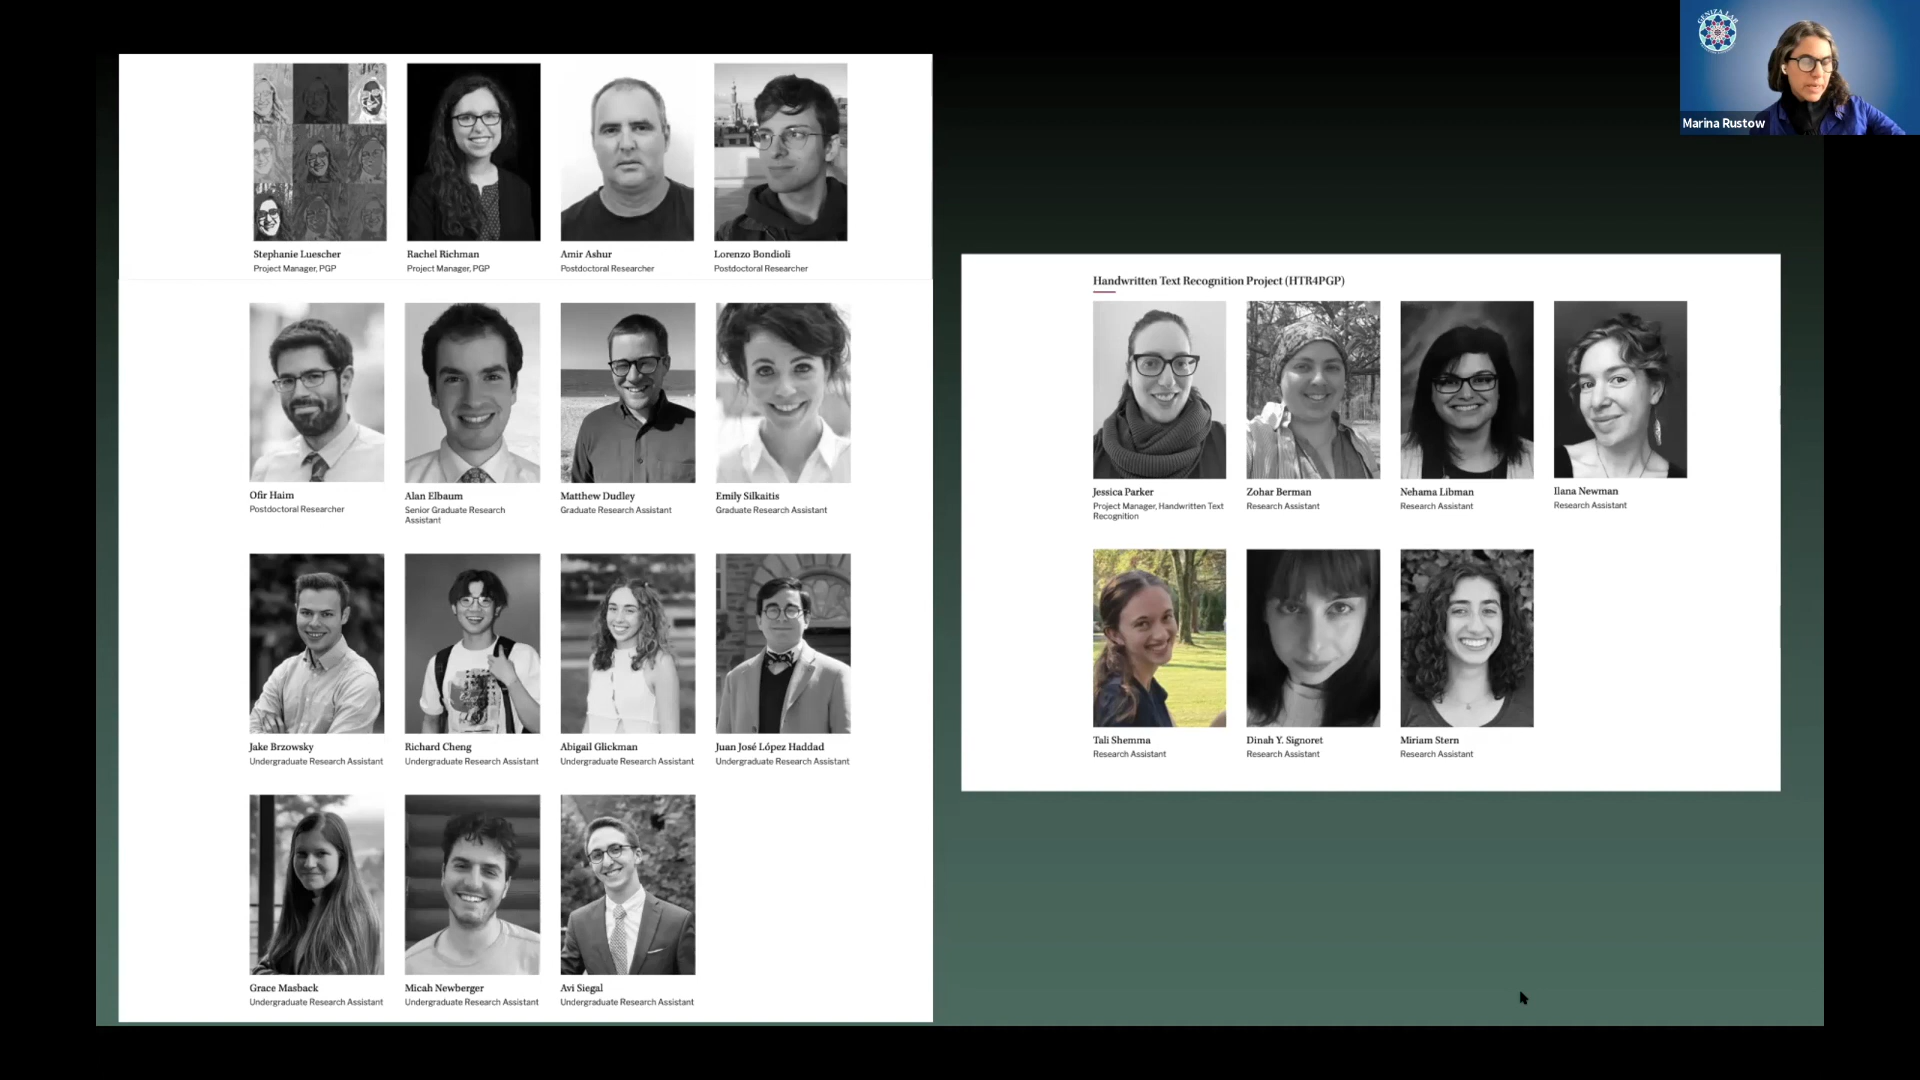 GENIZA LAB
Marina Rustow
Stephanie Luescher
Project Manager, PGP
Rachel Richman
Project Manager, PGP
Amir Ashur
Postdoctoral Researcher
Lorenzo Bondioli
Postdoctoral Researcher
Ofir Haim
Postdoctoral Researcher
Alan Elbaum
Senior Graduate Research
Assistant
Matthew Dudley
Graduate Research Assistant
Emily Silkaitis
Graduate Research Assistant
Jake Brzowsky
Undergraduate Research Assistant
Richard Cheng
Undergraduate Research Assistant
Abigail Glickman
Undergraduate Research Assistant
Juan José López Haddad
Undergraduate Research Assistant
Grace Masback
Undergraduate Research Assistant
Micah Newberger
Undergraduate Research Assistant
Avi Siegal
Undergraduate Research Assistant
Handwritten Text Recognition Project (HTR4PGP)
Jessica Parker
Project Manager, Handwritten Text
Recognition
Zohar Berman
Research Assistant
Nehama Libman
Research Assistant
Ilana Newman
Research Assistant
Tali Shemma
Research Assistant
Dinah Y. Signoret
Research Assistant
Miriam Stern
Research Assistant